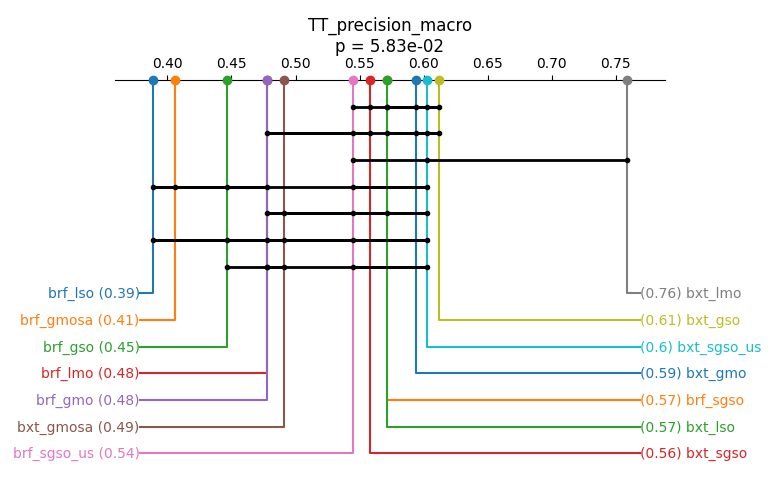 TT_precision_macro
p = 5.83e-02
0.40 0.45 0.50 0.55 0.60 0.65 0.70 0.75
brf_lso (0.39) (0.76) bxt_lmo
brf_gmosa (0.41) (0.61) bxt_gso
brf_gso (0.45) (0.6) bxt_sgso_us
brf_lmo (0.48) (0.59) bxt_gmo
brf_gmo (0.48) (0.57) brf_sgso
bxt_gmosa (0.49) (0.57) bxt_lso
brf_sgso_us (0.54) (0.56) bxt_sgso